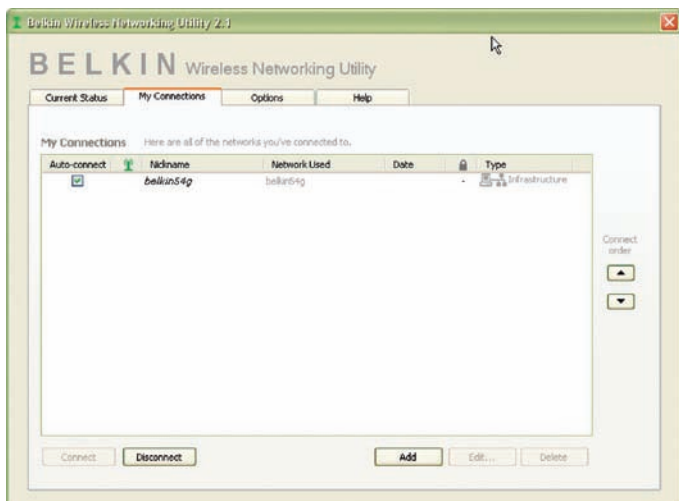 Belkin Wireless Networking Utility 2.1
BELKIN Wireless Networking Utility
Current Status My Connections Options Help
My Connections Here are all of the networks you've connected to.
Auto-connect Nickname Network Used Date Type
belkin54g belkin54g - Infrastructure
Connect order
Connect Disconnect Add Edit... Delete